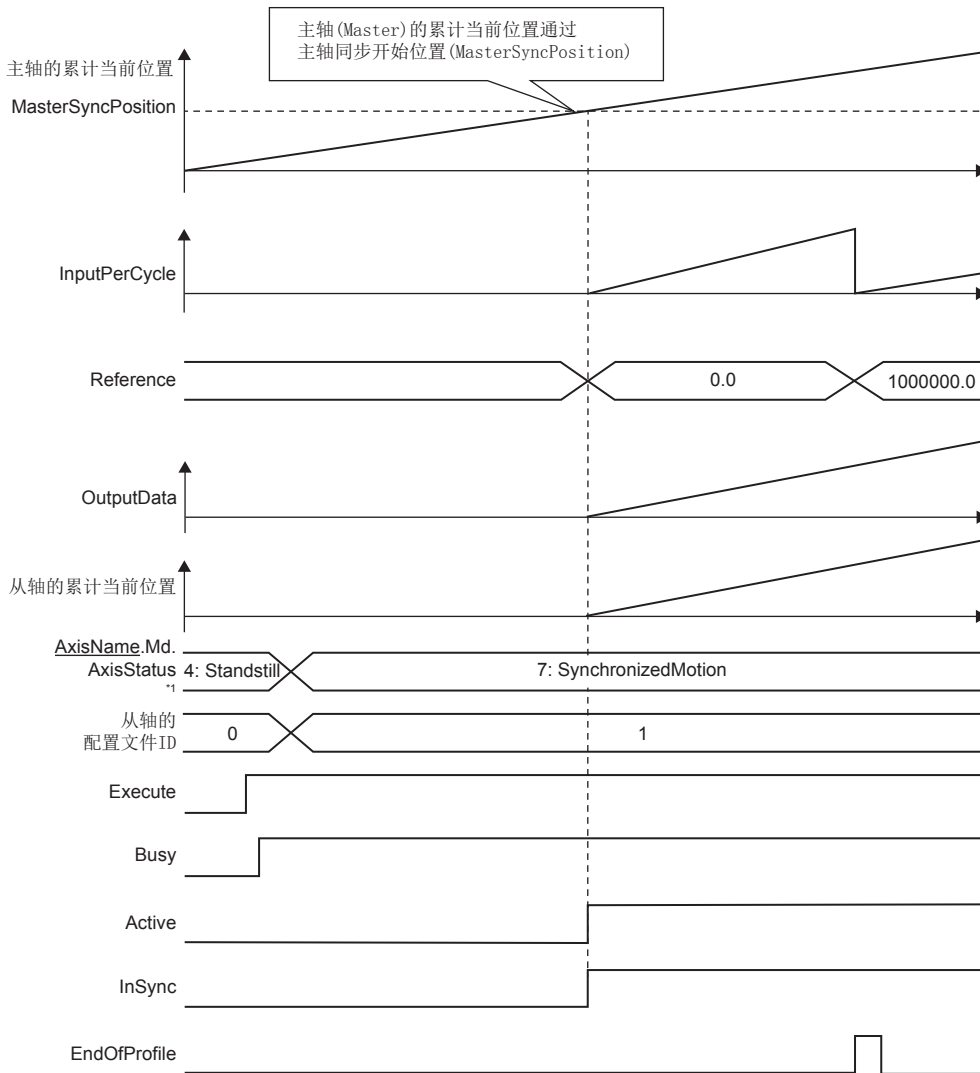 主轴(Master)的累计当前位置通过
主轴同步开始位置(MasterSyncPosition)
主轴的累计当前位置
MasterSyncPosition
InputPerCycle
Reference
0.0
1000000.0
OutputData
从轴的累计当前位置
AxisName.Md.
AxisStatus
*1
4: Standstill
7: SynchronizedMotion
从轴的
配置文件ID
0
1
Execute
Busy
Active
InSync
EndOfProfile